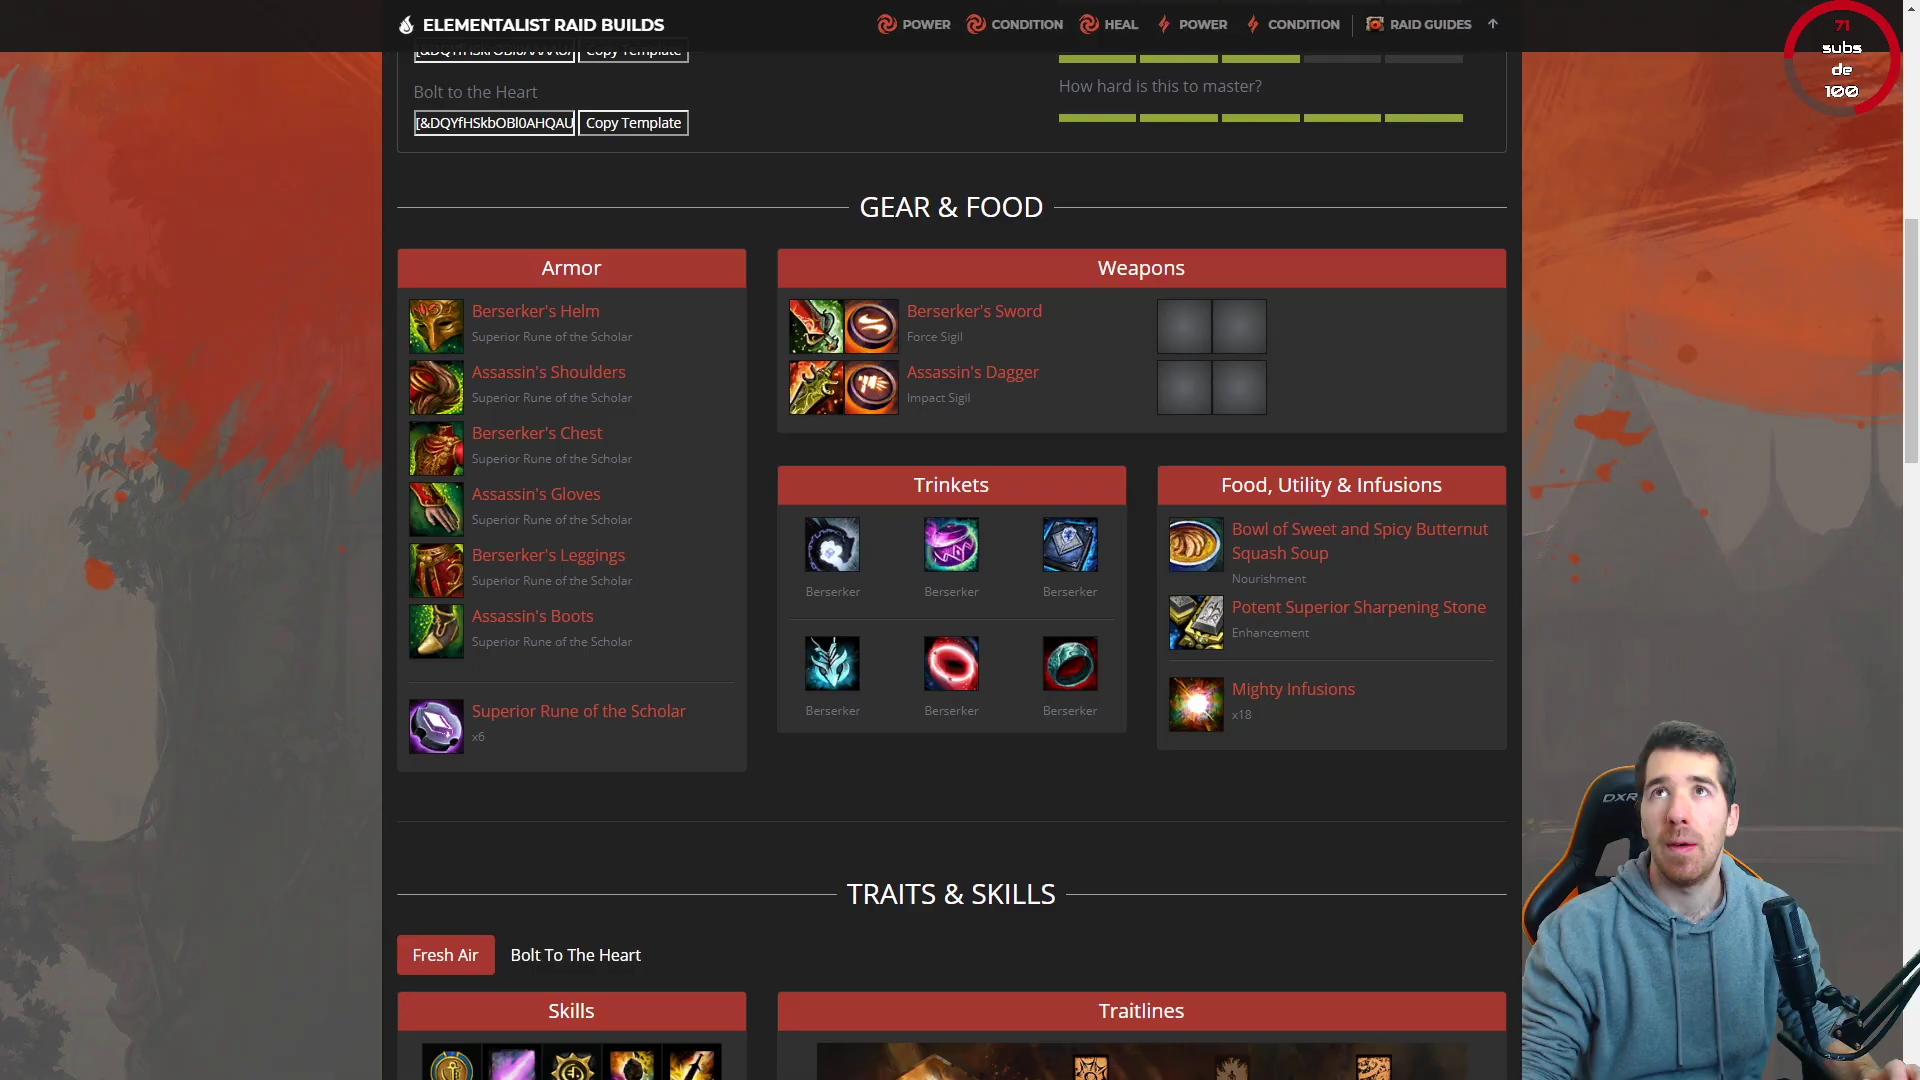 ELEMENTALIST RAID BUILDS
POWER
CONDITION
HEAL
POWER
CONDITION
RAID GUIDES
71
subs
de
100
Copy Template
Bolt to the Heart
[&DQYfHSkbOBl0AHQAU
Copy Template
How hard is this to master?
GEAR & FOOD
Armor
Berserker's Helm
Superior Rune of the Scholar
Assassin's Shoulders
Superior Rune of the Scholar
Berserker's Chest
Superior Rune of the Scholar
Assassin's Gloves
Superior Rune of the Scholar
Berserker's Leggings
Superior Rune of the Scholar
Assassin's Boots
Superior Rune of the Scholar
Superior Rune of the Scholar
x6
Weapons
Berserker's Sword
Force Sigil
Assassin's Dagger
Impact Sigil
Trinkets
Berserker
Berserker
Berserker
Berserker
Berserker
Berserker
Food, Utility & Infusions
Bowl of Sweet and Spicy Butternut
Squash Soup
Nourishment
Potent Superior Sharpening Stone
Enhancement
Mighty Infusions
x18
TRAITS & SKILLS
Fresh Air
Bolt To The Heart
Skills
Traitlines
DXR